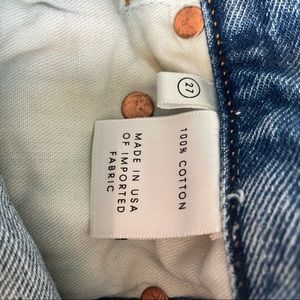 27
100% COTTON
MADE IN USA
OF IMPORTED
FABRIC